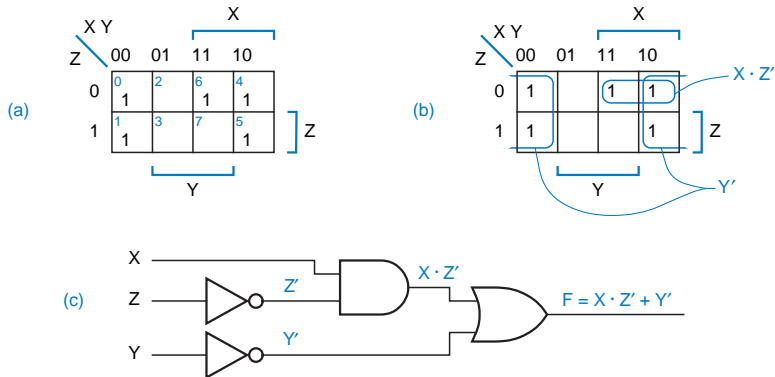 (a)
X Y
Z
X
00 01 11 10
0
0 2 6 4
1 1 1
1
1 3 7 5
1 1
Z
Y
(b)
X Y
Z
X
00 01 11 10
0
1 1 1
X · Z′
1
1 1
Z
Y
Y′
(c)
X
Z
Z′
X · Z′
F = X · Z′ + Y′
Y
Y′